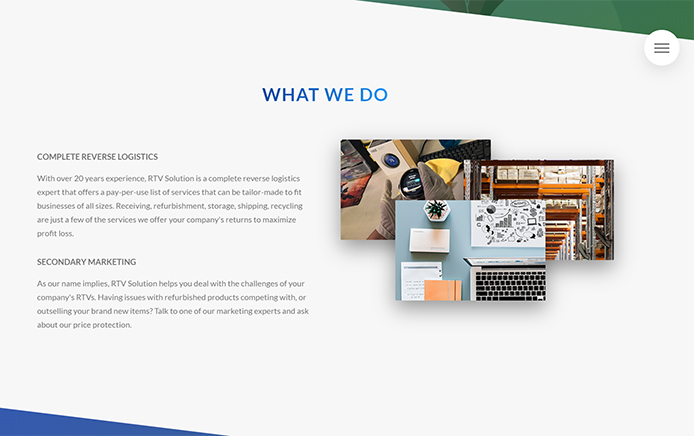 WHAT WE DO
COMPLETE REVERSE LOGISTICS
With over 20 years experience, RTV Solution is a complete reverse logistics
expert that offers a pay-per-use list of services that can be tailor-made to fit
businesses of all sizes. Receiving, refurbishment, storage, shipping, recycling
are just a few of the services we offer your company's returns to maximize
profit loss.
SECONDARY MARKETING
As our name implies, RTV Solution helps you deal with the challenges of your
company's RTVs. Having issues with refurbished products competing with, or
outselling your brand new items? Talk to one of our marketing experts and ask
about our price protection.